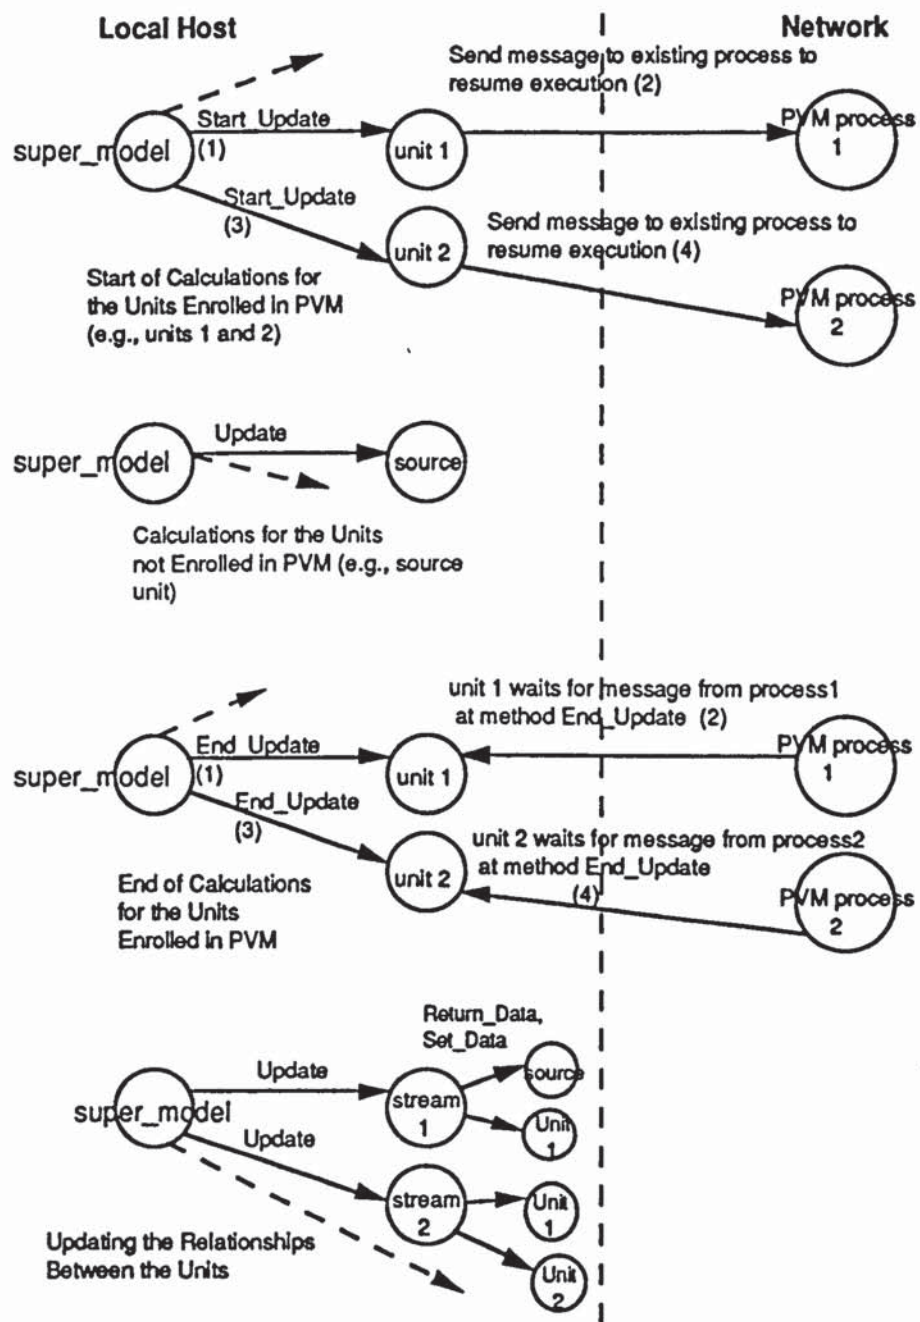 Local Host
Network
Send message to existing process to
resume execution (2)
super_model
Start_Update
(1)
unit 1
PVM process
1
Start_Update
(3)
unit 2
Send message to existing process to
resume execution (4)
PVM process
2
Start of Calculations for
the Units Enrolled in PVM
(e.g., units 1 and 2)
super_model
Update
source
Calculations for the Units
not Enrolled in PVM (e.g., source
unit)
unit 1 waits for message from process1
at method End_Update (2)
super_model
End_Update
(1)
unit 1
PVM process
1
End_Update
(3)
unit 2
unit 2 waits for message from process2
at method End_Update
(4)
PVM process
2
End of Calculations
for the Units
Enrolled in PVM
Return_Data,
Set_Data
super_model
Update
stream
1
source
Unit
1
Update
stream
2
Unit
1
Unit
2
Updating the Relationships
Between the Units